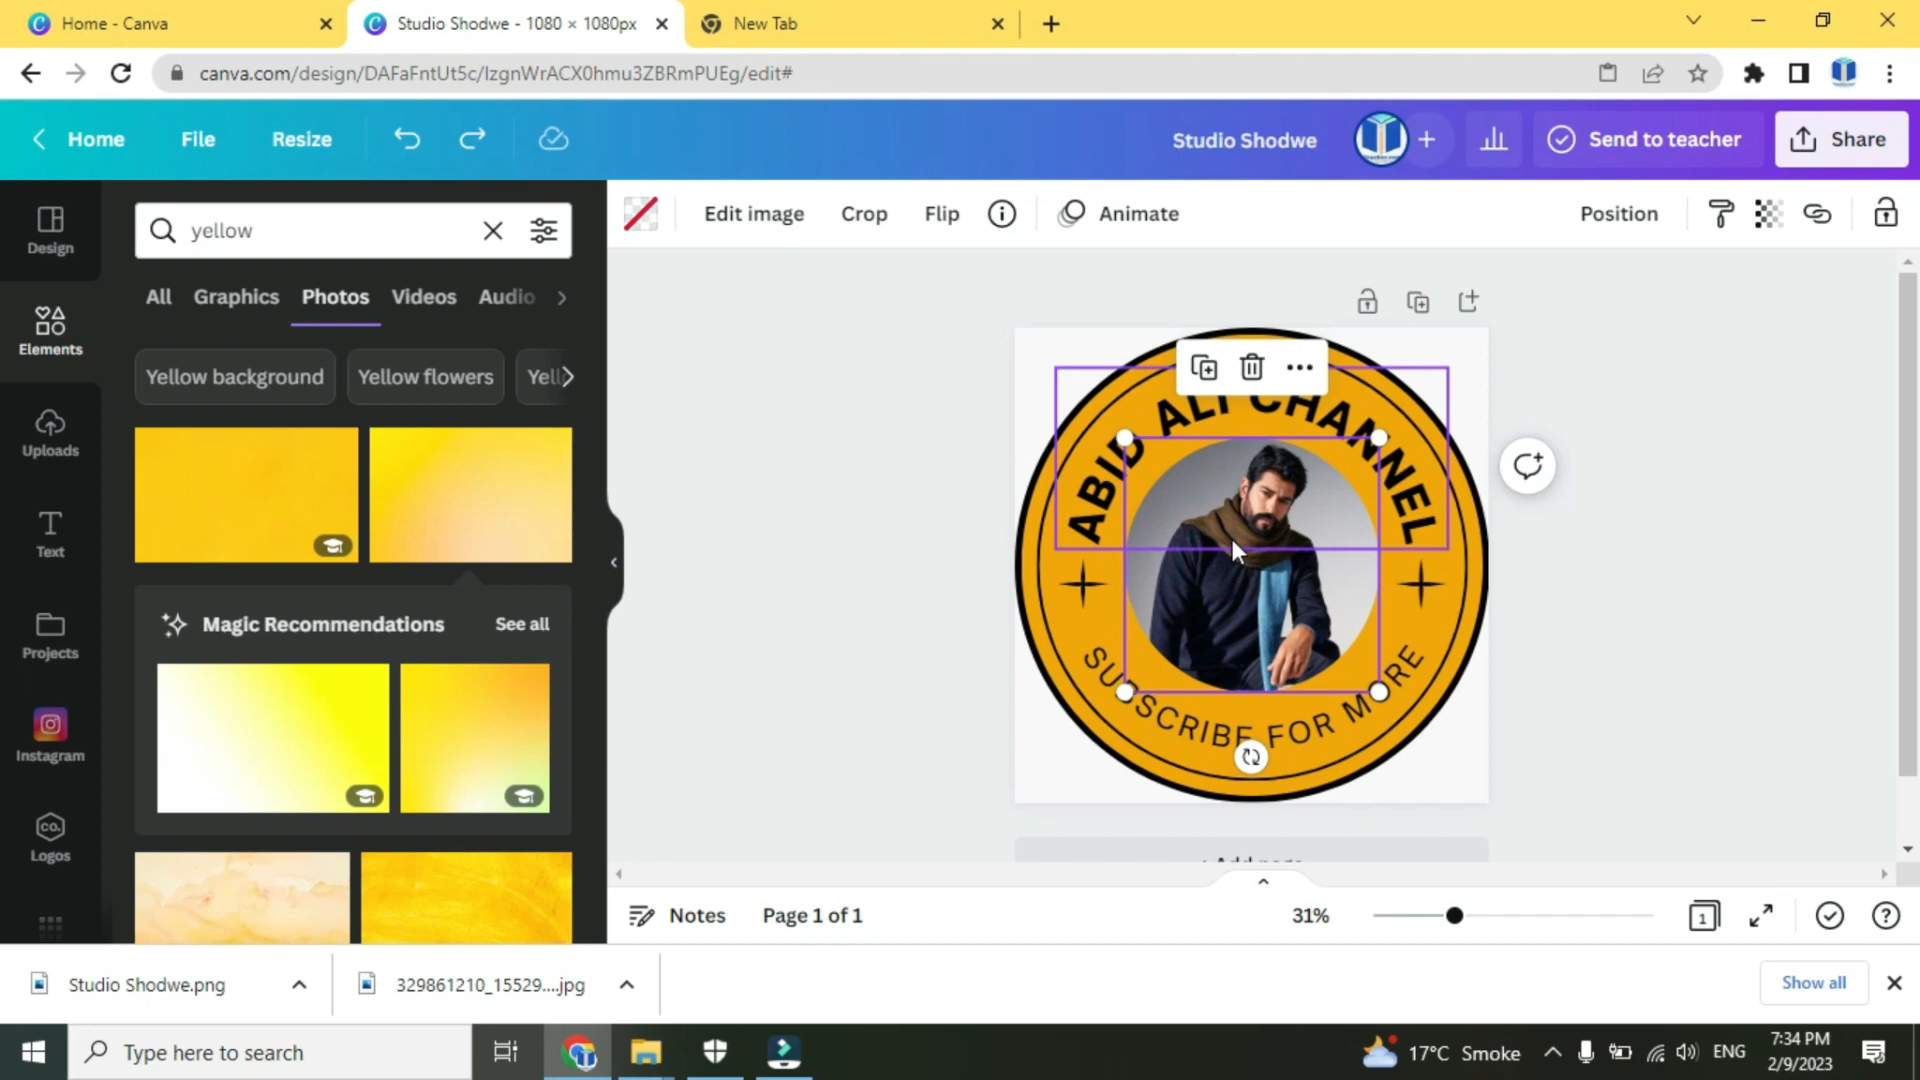 Home - Canva
Studio Shodwe - 1080 × 1080px
New Tab
canva.com/design/DAFaFntUt5c/IzgnWrACX0hmu3ZBRmPUEg/edit#
Home
File
Resize
Studio Shodwe
Send to teacher
Share
Design
Elements
Uploads
Text
Projects
Instagram
CO.
Logos
yellow
All
Graphics
Photos
Videos
Audio
Yellow background
Yellow flowers
Yell
Magic Recommendations
See all
Edit image
Crop
Flip
Animate
Position
ABID ALI CHANNEL
SUBSCRIBE FOR MORE
Notes
Page 1 of 1
31%
1
Studio Shodwe.png
329861210_15529....jpg
Show all
Type here to search
17°C Smoke
ENG
7:34 PM
2/9/2023